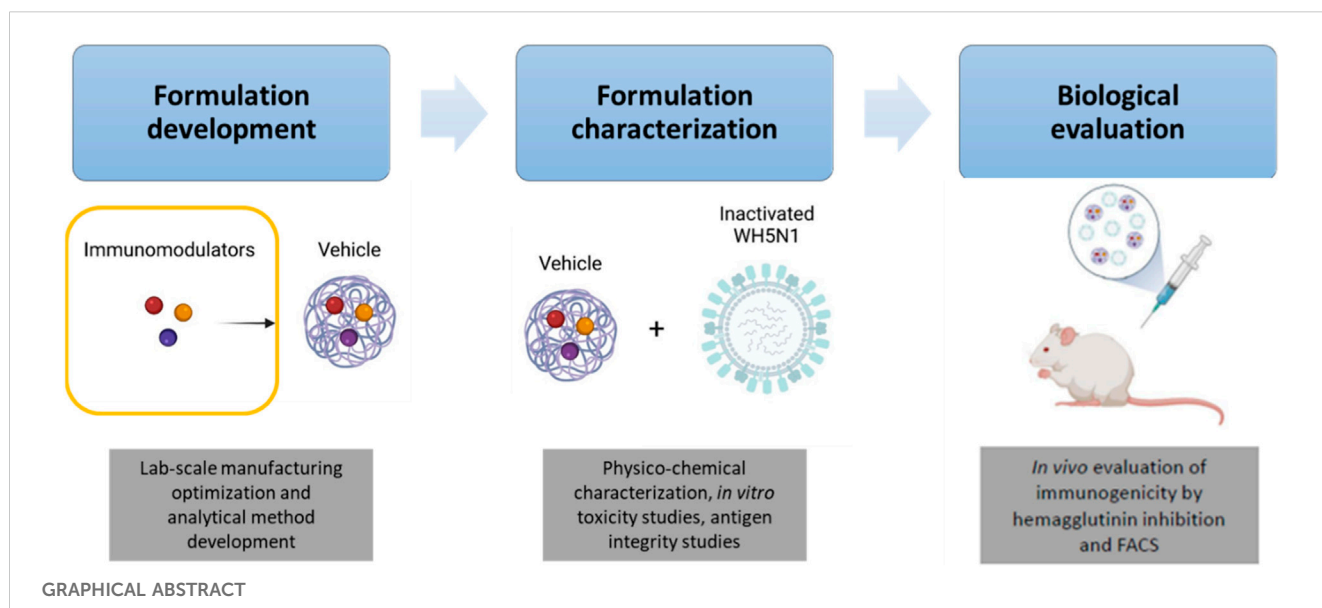 Formulation
development
Formulation
characterization
Biological
evaluation
Immunomodulators
Vehicle
Vehicle
+
Inactivated
WH5N1
Lab-scale manufacturing
optimization and
analytical method
development
Physico-chemical
characterization, in vitro
toxicity studies, antigen
integrity studies
In vivo evaluation of
immunogenicity by
hemagglutinin inhibition
and FACS
GRAPHICAL ABSTRACT